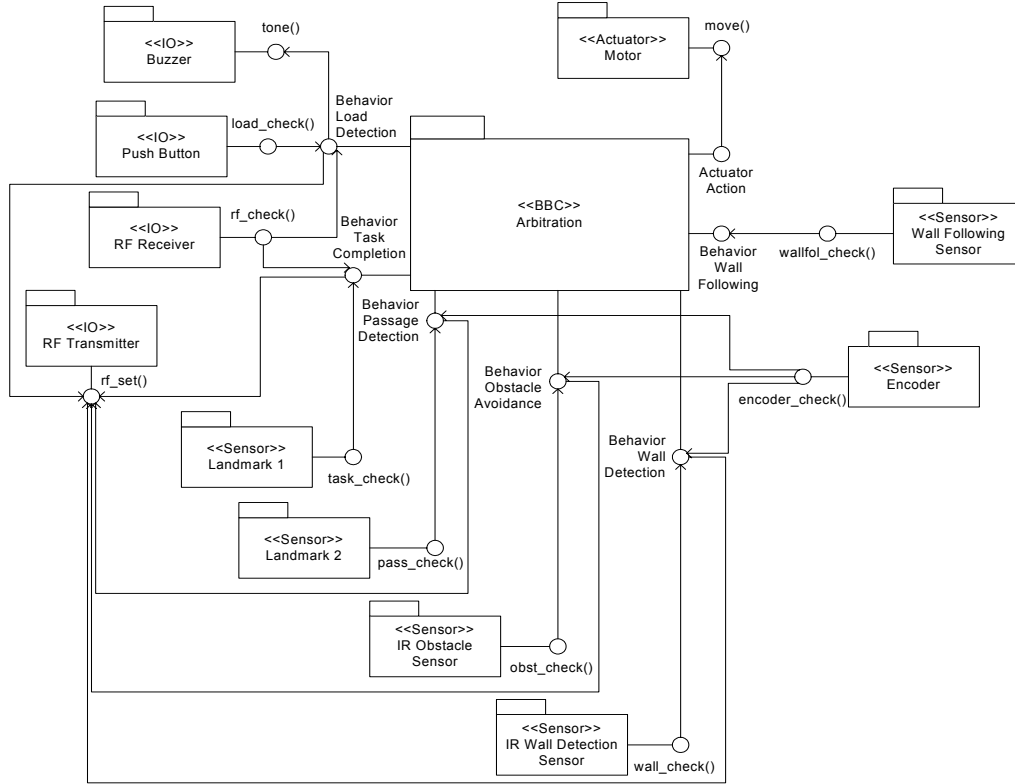 <<IO>>
Buzzer
tone()
<<Actuator>>
Motor
move()
<<IO>>
Push Button
load_check()
Behavior
Load
Detection
<<BBC>>
Arbitration
Actuator
Action
<<IO>>
RF Receiver
rf_check()
Behavior
Task
Completion
Behavior
Wall
Following
wallfol_check()
<<Sensor>>
Wall Following
Sensor
<<IO>>
RF Transmitter
rf_set()
Behavior
Passage
Detection
Behavior
Obstacle
Avoidance
encoder_check()
<<Sensor>>
Encoder
<<Sensor>>
Landmark 1
task_check()
Behavior
Wall
Detection
<<Sensor>>
Landmark 2
pass_check()
<<Sensor>>
IR Obstacle
Sensor
obst_check()
<<Sensor>>
IR Wall Detection
Sensor
wall_check()